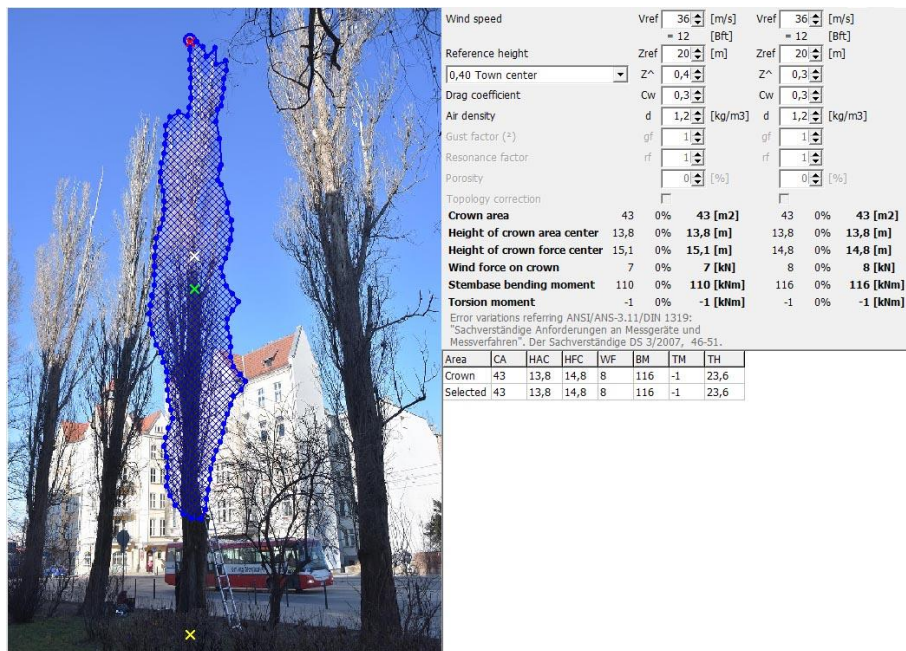 Wind speed Vref 36 [m/s] Vref 36 [m/s]
= 12 [Bft] = 12 [Bft]
Reference height Zref 20 [m] Zref 20 [m]
0,40 Town center Z^ 0,4 Z^ 0,3
Drag coefficient Cw 0,3 Cw 0,3
Air density d 1,2 [kg/m3] d 1,2 [kg/m3]
Gust factor (²) gf 1 gf 1
Resonance factor rf 1 rf 1
Porosity 0 [%] 0 [%]
Topology correction
Crown area 43 0% 43 [m2] 43 0% 43 [m2]
Height of crown area center 13,8 0% 13,8 [m] 13,8 0% 13,8 [m]
Height of crown force center 15,1 0% 15,1 [m] 14,8 0% 14,8 [m]
Wind force on crown 7 0% 7 [kN] 8 0% 8 [kN]
Stembase bending moment 110 0% 110 [kNm] 116 0% 116 [kNm]
Torsion moment -1 0% -1 [kNm] -1 0% -1 [kNm]
Error variations referring ANSI/ANS-3.11/DIN 1319:
"Sachverständige Anforderungen an Messgeräte und
Messverfahren". Der Sachverständige DS 3/2007, 46-51.
Area CA HAC HFC WF BM TM TH
Crown 43 13,8 14,8 8 116 -1 23,6
Selected 43 13,8 14,8 8 116 -1 23,6